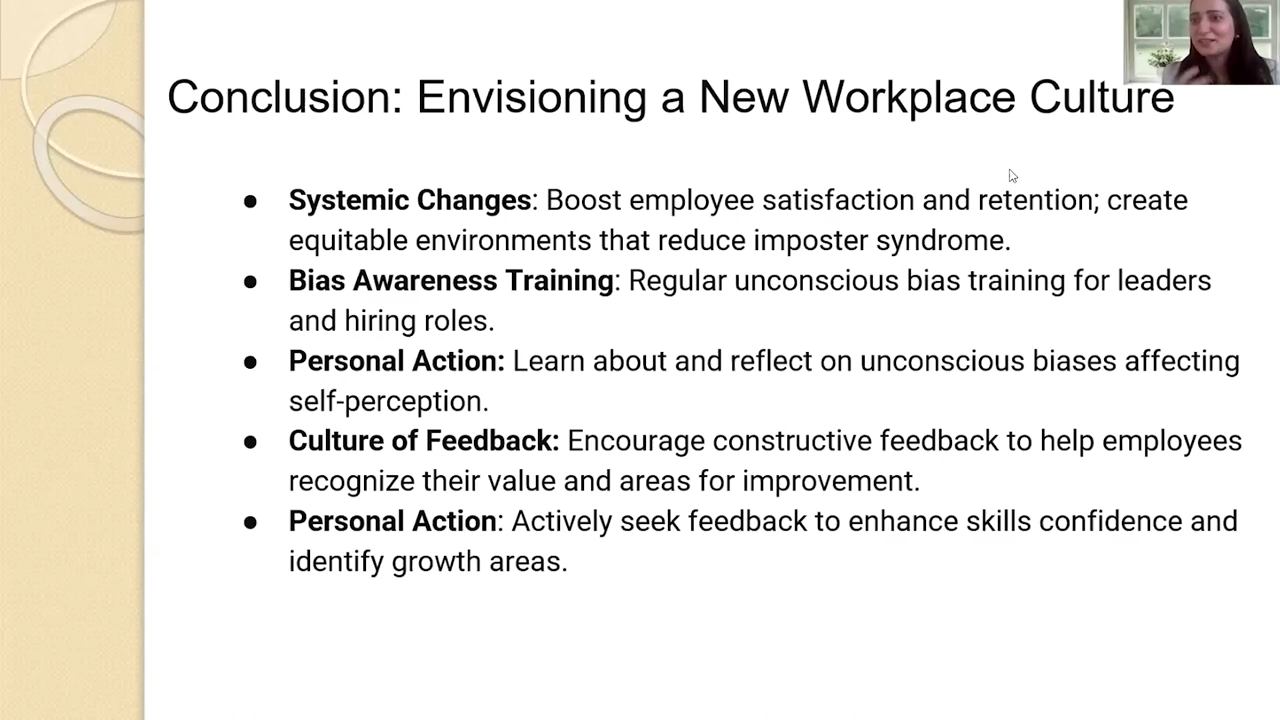 Conclusion: Envisioning a New Workplace Culture
● Systemic Changes: Boost employee satisfaction and retention; create
equitable environments that reduce imposter syndrome.
● Bias Awareness Training: Regular unconscious bias training for leaders
and hiring roles.
● Personal Action: Learn about and reflect on unconscious biases affecting
self-perception.
● Culture of Feedback: Encourage constructive feedback to help employees
recognize their value and areas for improvement.
● Personal Action: Actively seek feedback to enhance skills confidence and
identify growth areas.